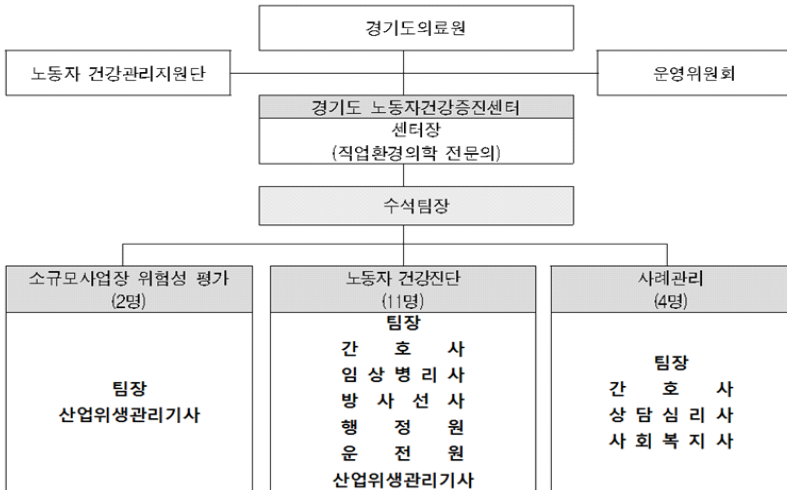 경기도의료원
노동자 건강관리지원단
운영위원회
경기도 노동자건강증진센터
센터장
(직업환경의학 전문의)
수석팀장
소규모사업장 위험성 평가
(2명)
팀장
산업위생관리기사
노동자 건강진단
(11명)
팀장
간 호 사
임 상 병 리 사
방 사 선 사
행 정 원
운 전 원
산업위생관리기사
사례관리
(4명)
팀장
간 호 사
상 담 심 리 사
사 회 복 지 사